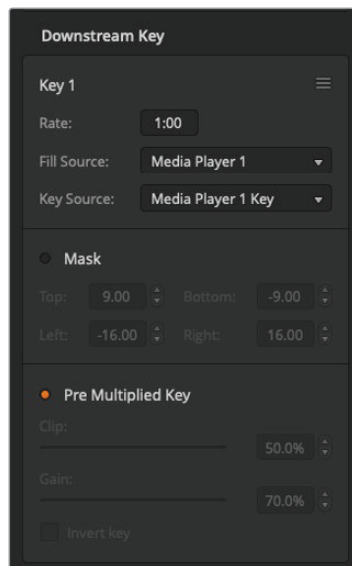 Downstream Key
Key 1
Rate: 1:00
Fill Source: Media Player 1
Key Source: Media Player 1 Key
Mask
Top: 9.00 Bottom: -9.00
Left: -16.00 Right: 16.00
Pre Multiplied Key
Clip:
50.0%
Gain:
70.0%
Invert key